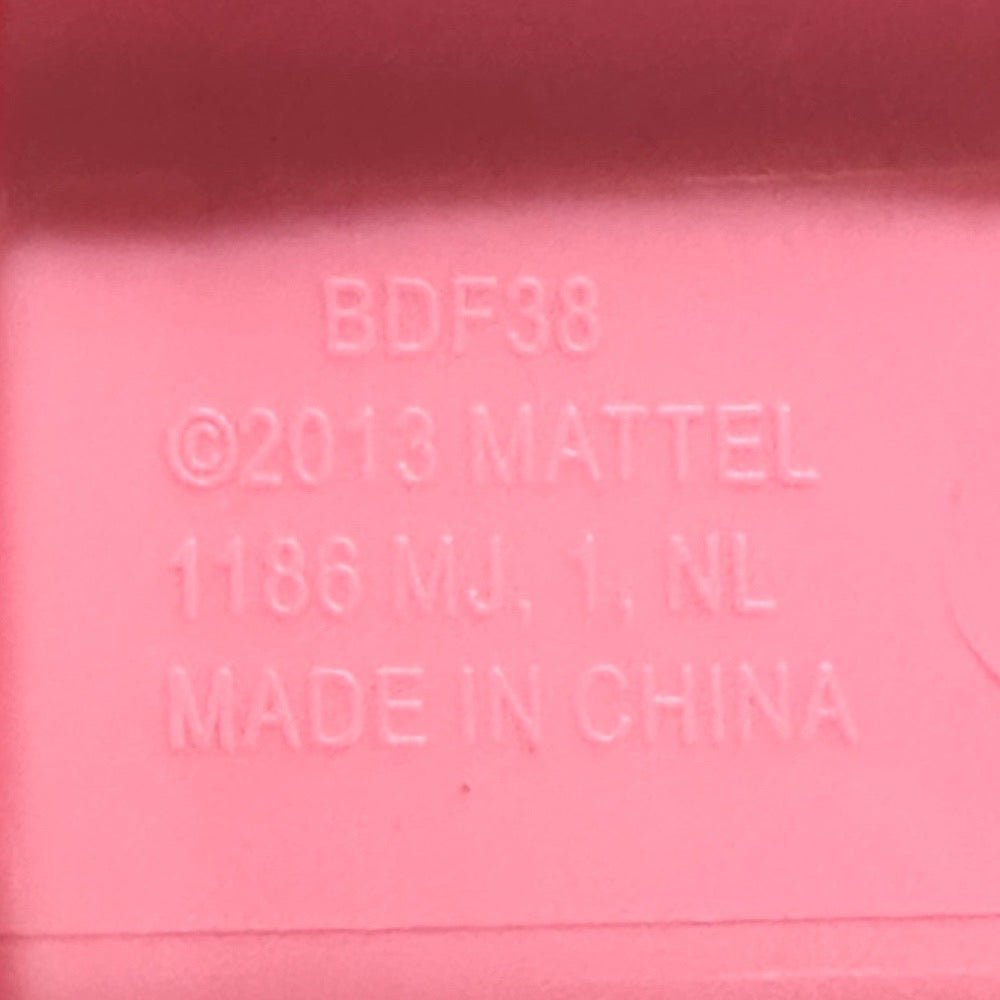 BDF38
©2013 MATTEL
1186 MJ, 1, NL
MADE IN CHINA